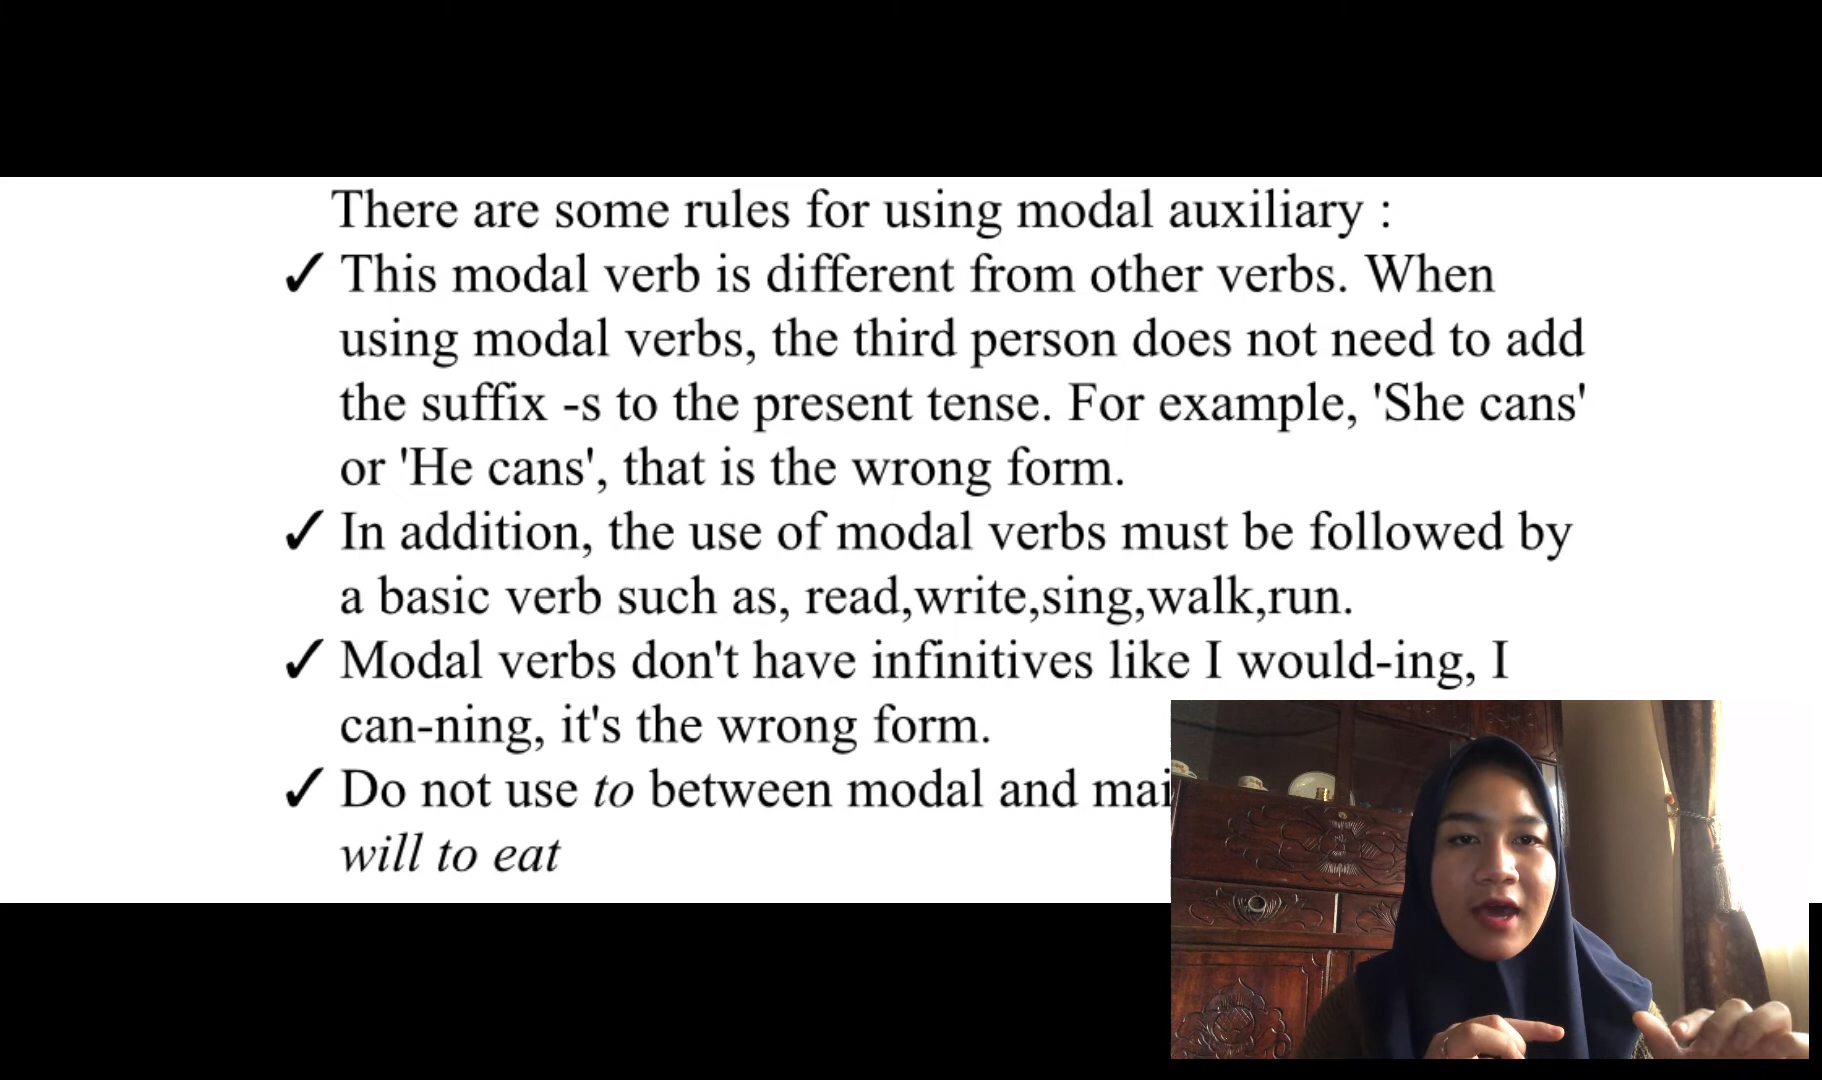 There are some rules for using modal auxiliary :
✓ This modal verb is different from other verbs. When
using modal verbs, the third person does not need to add
the suffix -s to the present tense. For example, 'She cans'
or 'He cans', that is the wrong form.
✓ In addition, the use of modal verbs must be followed by
a basic verb such as, read,write,sing,walk,run.
✓ Modal verbs don't have infinitives like I would-ing, I
can-ning, it's the wrong form.
✓ Do not use to between modal and
will to eat